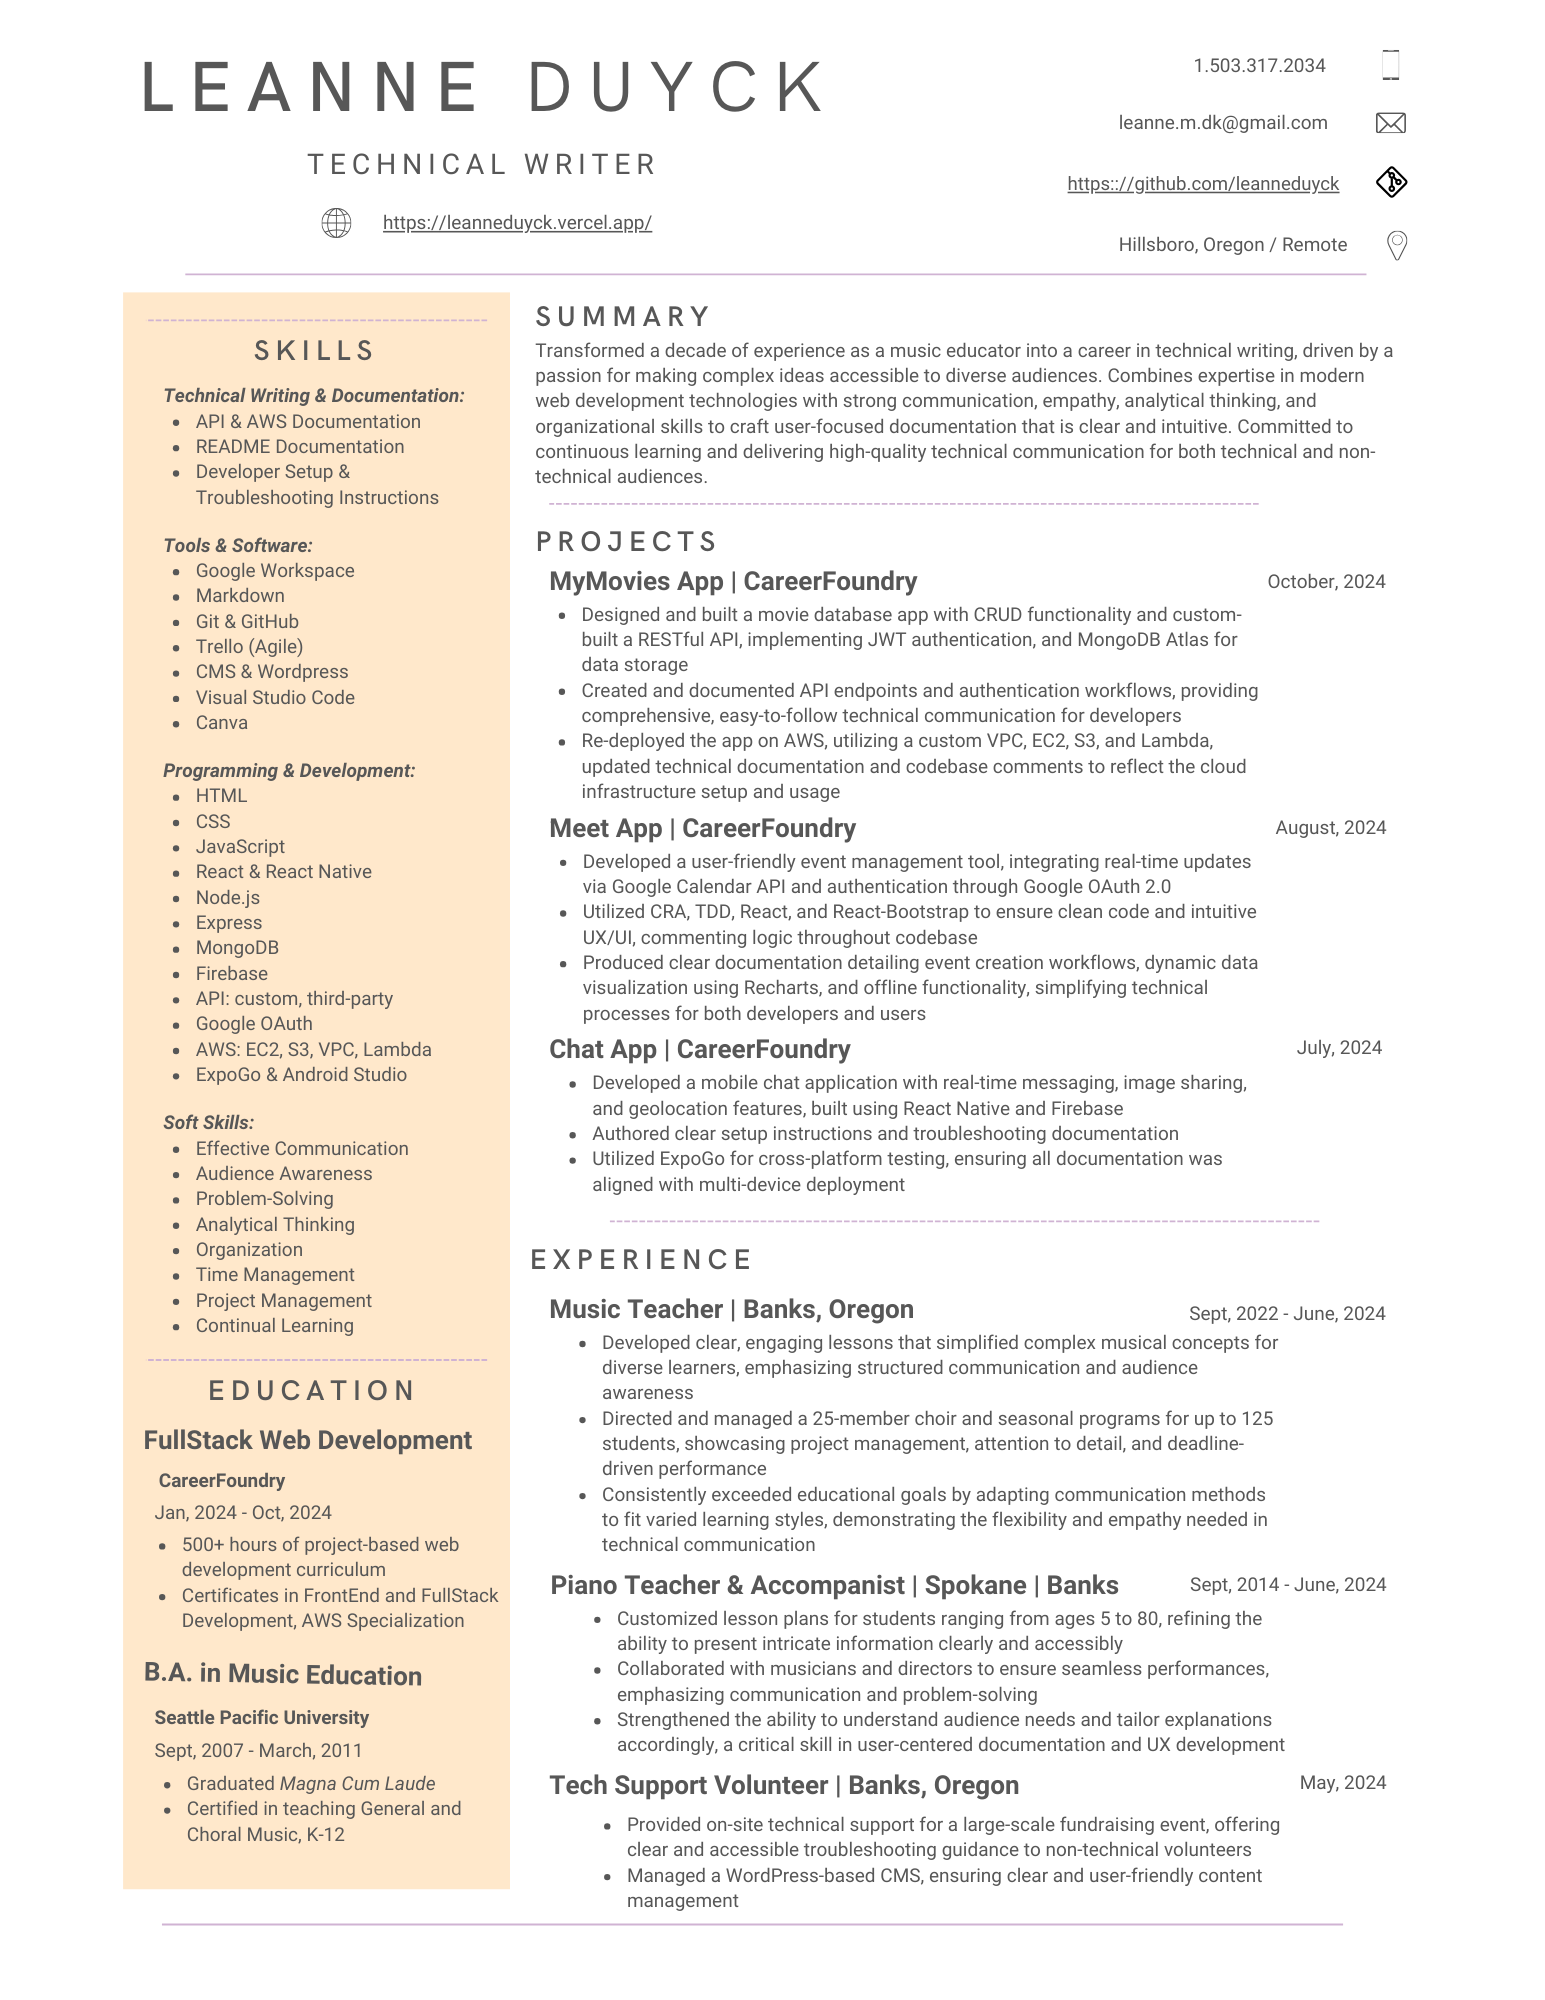 LEANNE DUYCK
TECHNICAL WRITER
https://leanneduyck.vercel.app/
1.503.317.2034
leanne.m.dk@gmail.com
https:://github.com/leanneduyck
Hillsboro, Oregon / Remote
SKILLS
Technical Writing & Documentation:
• API & AWS Documentation
• README Documentation
• Developer Setup &
Troubleshooting Instructions
Tools & Software:
• Google Workspace
• Markdown
• Git & GitHub
• Trello (Agile)
• CMS & Wordpress
• Visual Studio Code
• Canva
Programming & Development:
• HTML
• CSS
• JavaScript
• React & React Native
• Node.js
• Express
• MongoDB
• Firebase
• API: custom, third-party
• Google OAuth
• AWS: EC2, S3, VPC, Lambda
• ExpoGo & Android Studio
Soft Skills:
• Effective Communication
• Audience Awareness
• Problem-Solving
• Analytical Thinking
• Organization
• Time Management
• Project Management
• Continual Learning
EDUCATION
FullStack Web Development
CareerFoundry
Jan, 2024 - Oct, 2024
• 500+ hours of project-based web
development curriculum
• Certificates in FrontEnd and FullStack
Development, AWS Specialization
B.A. in Music Education
Seattle Pacific University
Sept, 2007 - March, 2011
• Graduated Magna Cum Laude
• Certified in teaching General and
Choral Music, K-12
SUMMARY
Transformed a decade of experience as a music educator into a career in technical writing, driven by a
passion for making complex ideas accessible to diverse audiences. Combines expertise in modern
web development technologies with strong communication, empathy, analytical thinking, and
organizational skills to craft user-focused documentation that is clear and intuitive. Committed to
continuous learning and delivering high-quality technical communication for both technical and non-
technical audiences.
PROJECTS
MyMovies App | CareerFoundry October, 2024
• Designed and built a movie database app with CRUD functionality and custom-
built a RESTful API, implementing JWT authentication, and MongoDB Atlas for
data storage
• Created and documented API endpoints and authentication workflows, providing
comprehensive, easy-to-follow technical communication for developers
• Re-deployed the app on AWS, utilizing a custom VPC, EC2, S3, and Lambda,
updated technical documentation and codebase comments to reflect the cloud
infrastructure setup and usage
Meet App | CareerFoundry August, 2024
• Developed a user-friendly event management tool, integrating real-time updates
via Google Calendar API and authentication through Google OAuth 2.0
• Utilized CRA, TDD, React, and React-Bootstrap to ensure clean code and intuitive
UX/UI, commenting logic throughout codebase
• Produced clear documentation detailing event creation workflows, dynamic data
visualization using Recharts, and offline functionality, simplifying technical
processes for both developers and users
Chat App | CareerFoundry July, 2024
• Developed a mobile chat application with real-time messaging, image sharing,
and geolocation features, built using React Native and Firebase
• Authored clear setup instructions and troubleshooting documentation
• Utilized ExpoGo for cross-platform testing, ensuring all documentation was
aligned with multi-device deployment
EXPERIENCE
Music Teacher | Banks, Oregon Sept, 2022 - June, 2024
• Developed clear, engaging lessons that simplified complex musical concepts for
diverse learners, emphasizing structured communication and audience
awareness
• Directed and managed a 25-member choir and seasonal programs for up to 125
students, showcasing project management, attention to detail, and deadline-
driven performance
• Consistently exceeded educational goals by adapting communication methods
to fit varied learning styles, demonstrating the flexibility and empathy needed in
technical communication
Piano Teacher & Accompanist | Spokane | Banks Sept, 2014 - June, 2024
• Customized lesson plans for students ranging from ages 5 to 80, refining the
ability to present intricate information clearly and accessibly
• Collaborated with musicians and directors to ensure seamless performances,
emphasizing communication and problem-solving
• Strengthened the ability to understand audience needs and tailor explanations
accordingly, a critical skill in user-centered documentation and UX development
Tech Support Volunteer | Banks, Oregon May, 2024
• Provided on-site technical support for a large-scale fundraising event, offering
clear and accessible troubleshooting guidance to non-technical volunteers
• Managed a WordPress-based CMS, ensuring clear and user-friendly content
management